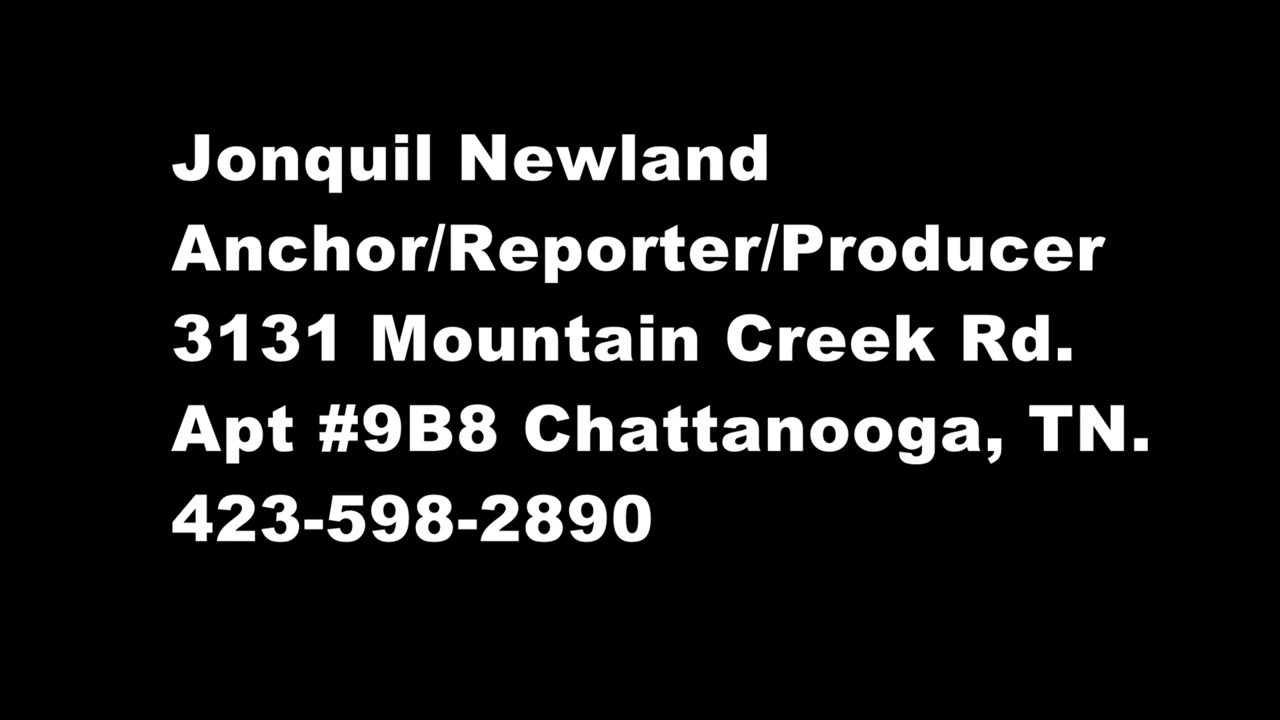 Jonquil Newland
Anchor/Reporter/Producer
3131 Mountain Creek Rd.
Apt #9B8 Chattanooga, TN.
423-598-2890